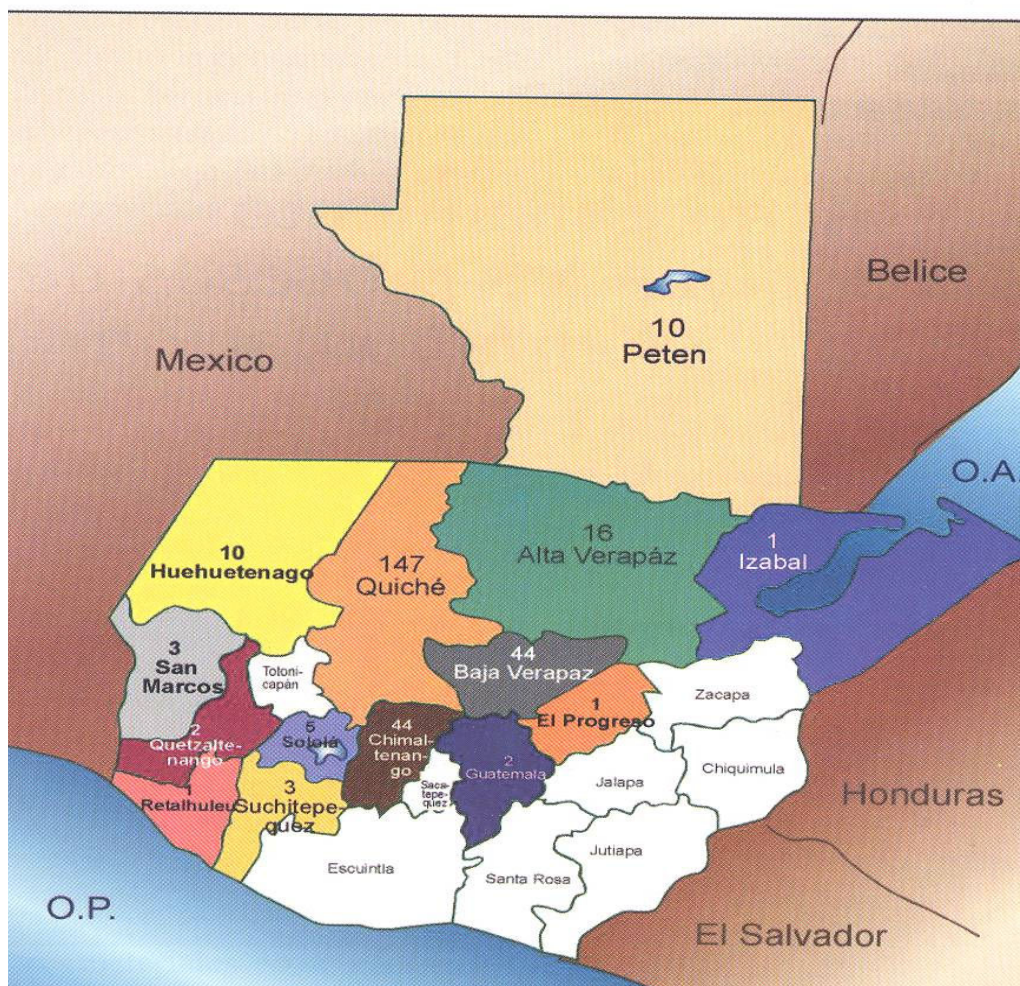 Belice
10
Peten
Mexico
O.A.
10
Huehuetenago
147
Quiché
16
Alta Verapáz
1
Izabal
3
San
Marcos
Totoni-
capán
44
Baja Verapaz
Zacapa
1
El Progreso
2
Quetzalte-
nango
5
Sololá
44
Chimal-
tenan-
go
2
Guatemala
Jalapa
Chiquimula
1
Retalhuleu
3
Suchitepe-
quez
Saca-
tepe-
quez
Honduras
Escuintla
Santa Rosa
Jutiapa
O.P.
El Salvador